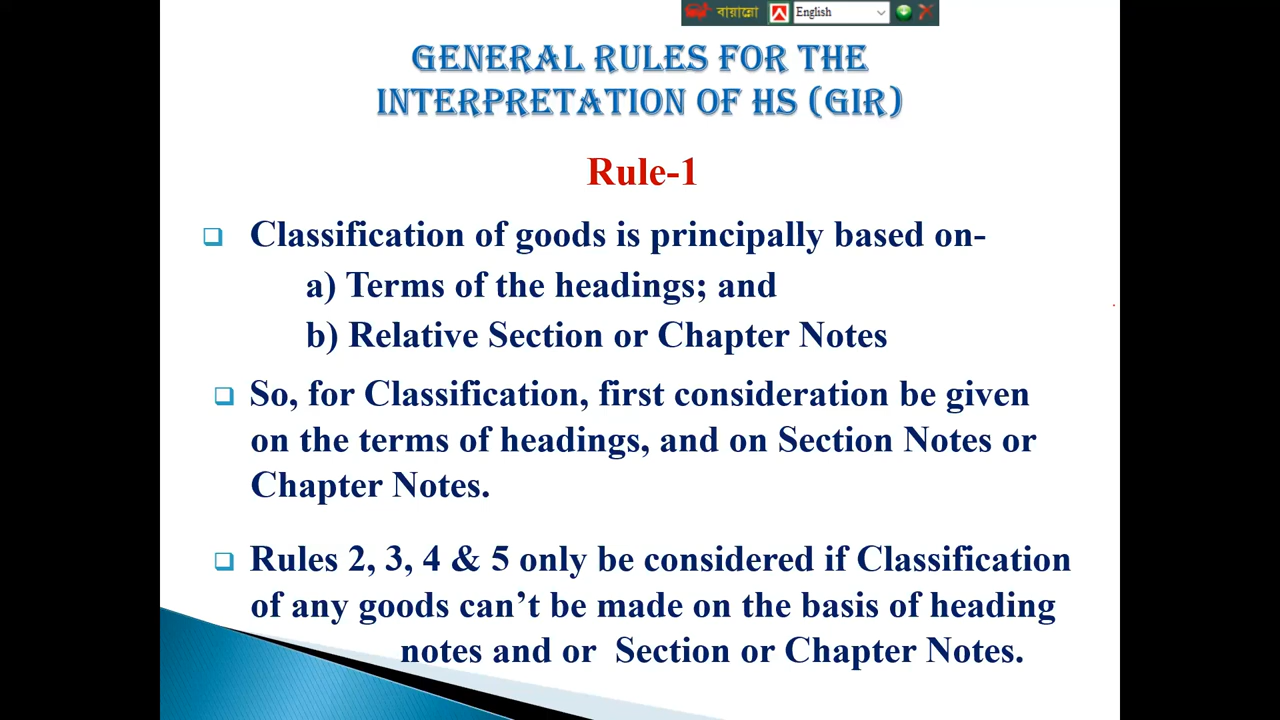 বায়ান্নো English
GENERAL RULES FOR THE
INTERPRETATION OF HS (GIR)
Rule-1
Classification of goods is principally based on-
a) Terms of the headings; and
b) Relative Section or Chapter Notes
So, for Classification, first consideration be given
on the terms of headings, and on Section Notes or
Chapter Notes.
Rules 2, 3, 4 & 5 only be considered if Classification
of any goods can’t be made on the basis of heading
notes and or Section or Chapter Notes.